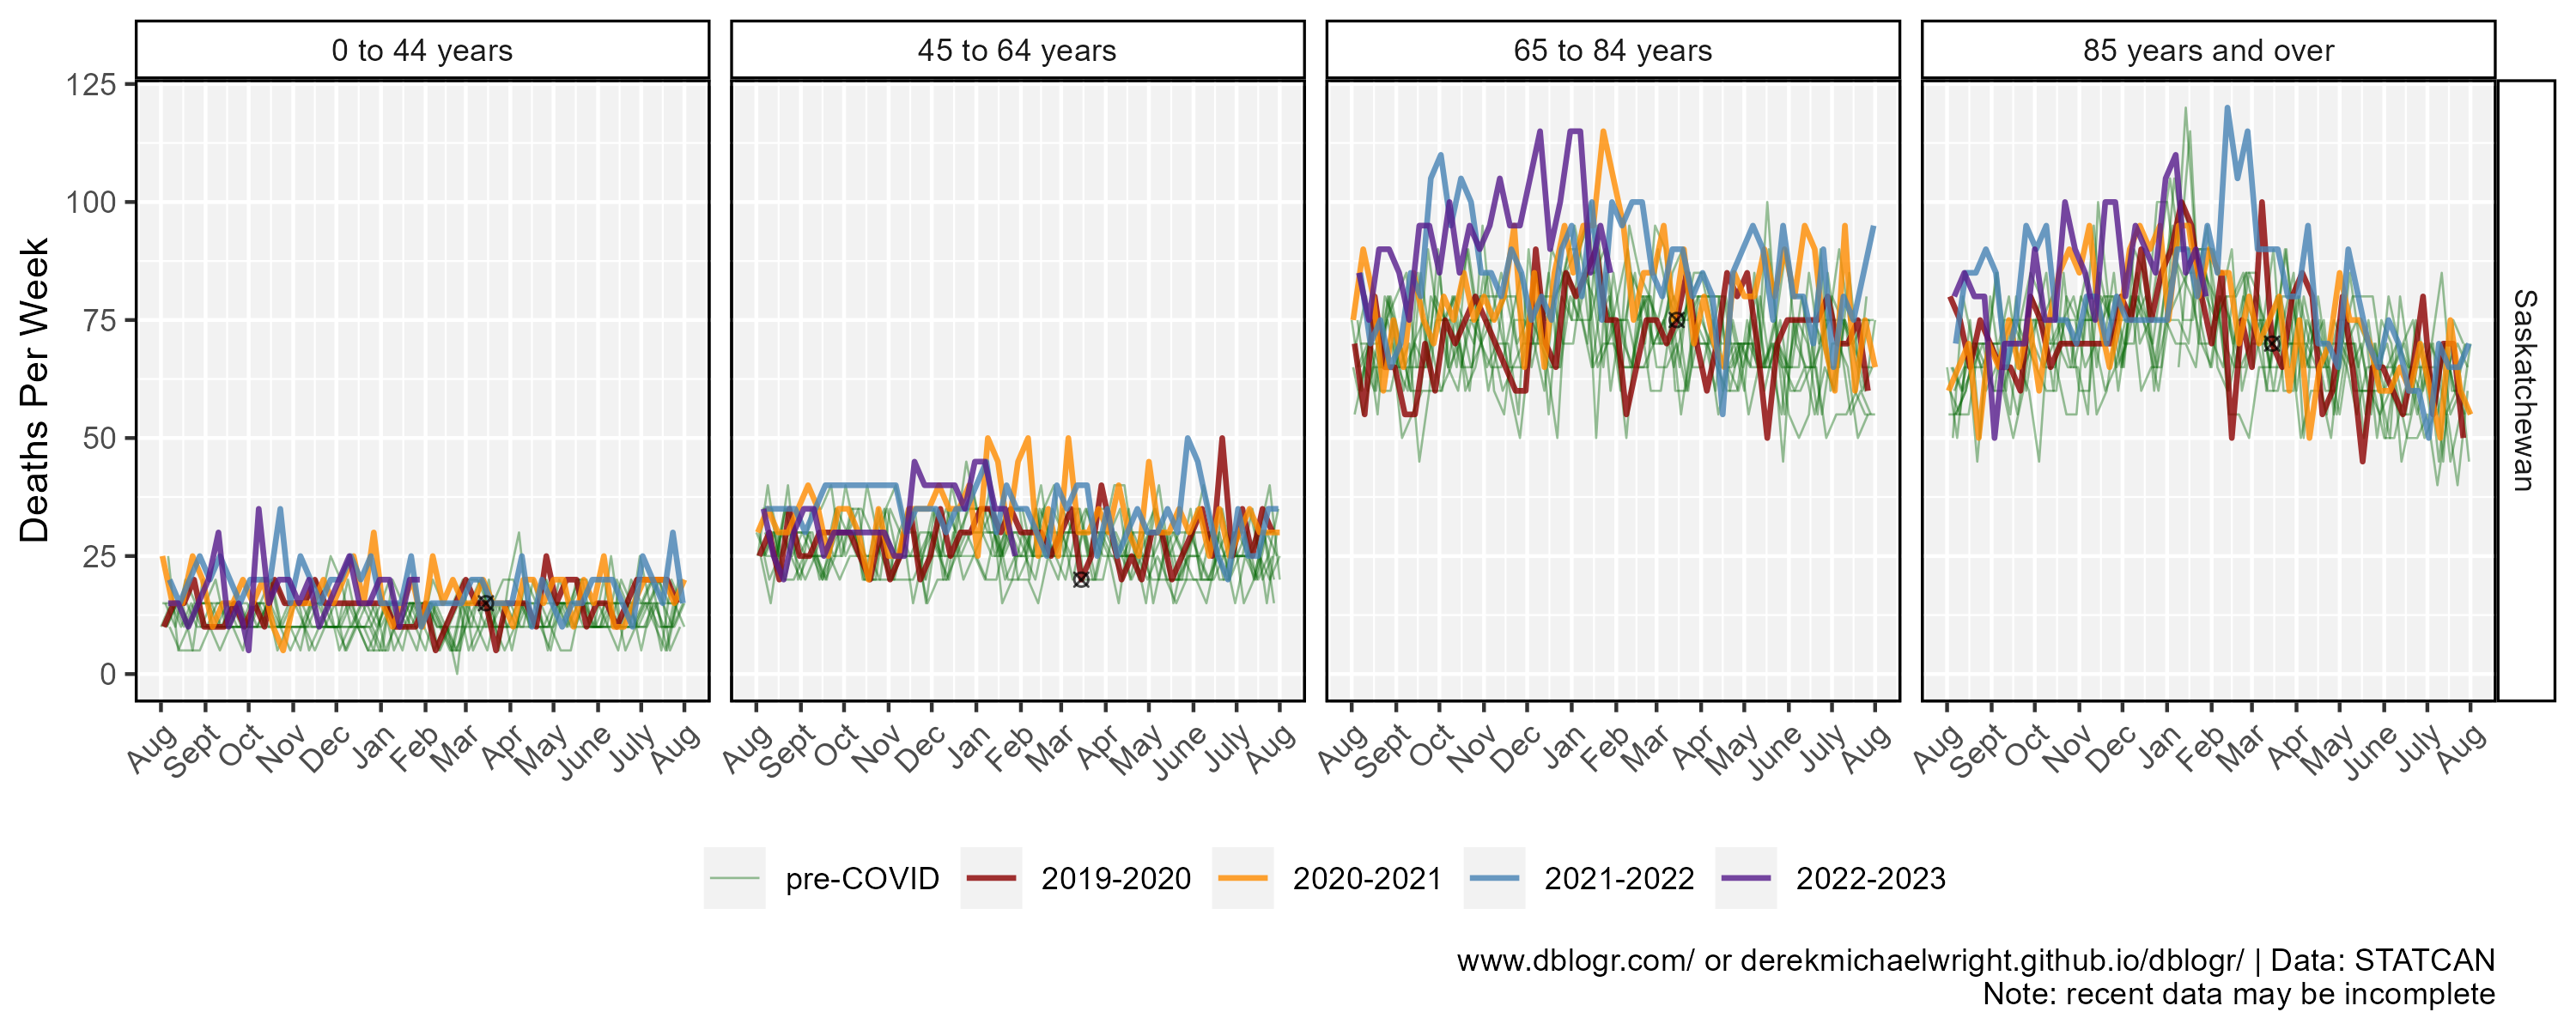 0 to 44 years
45 to 64 years
65 to 84 years
85 years and over
Deaths Per Week
125
100
75
50
25
0
Saskatchewan
Aug Sept Oct Nov Dec Jan Feb Mar Apr May June July Aug
Aug Sept Oct Nov Dec Jan Feb Mar Apr May June July Aug
Aug Sept Oct Nov Dec Jan Feb Mar Apr May June July Aug
Aug Sept Oct Nov Dec Jan Feb Mar Apr May June July Aug
pre-COVID 2019-2020 2020-2021 2021-2022 2022-2023
www.dblogr.com/ or derekmichaelwright.github.io/dblogr/ | Data: STATCAN
Note: recent data may be incomplete